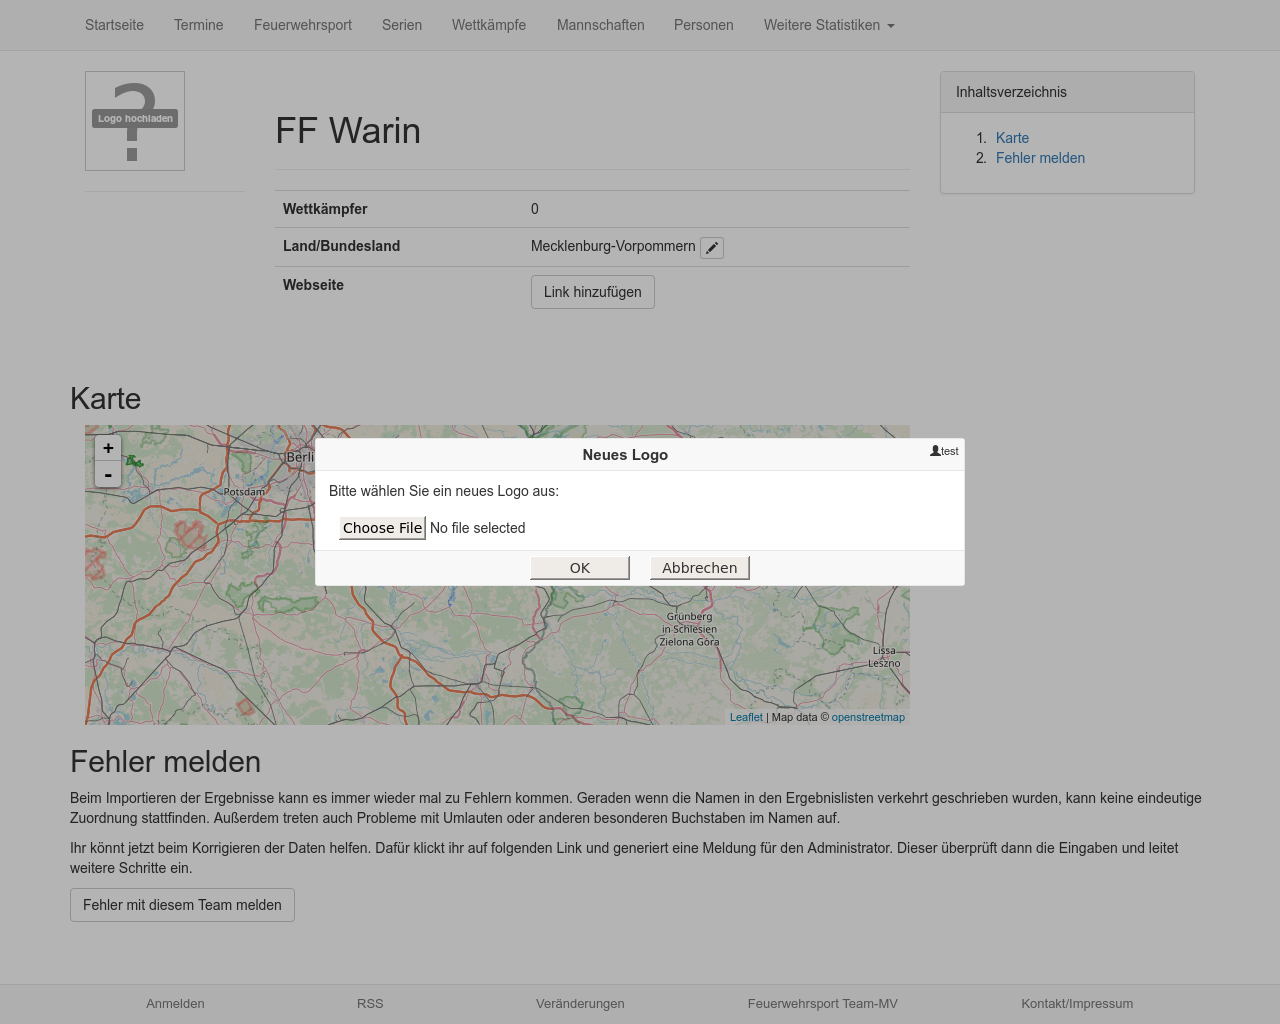 Startseite Termine Feuerwehrsport Serien Wettkämpfe Mannschaften Personen Weitere Statistiken
?
Logo hochladen
FF Warin
Inhaltsverzeichnis
1. Karte
2. Fehler melden
Wettkämpfer 0
Land/Bundesland Mecklenburg-Vorpommern
Webseite Link hinzufügen
Karte
+
-
Berli
Potsdam
Neues Logo
test
Bitte wählen Sie ein neues Logo aus:
Choose File No file selected
OK Abbrechen
Grünberg
in Schlesien
Zielona Góra
Lissa
Leszno
Leaflet | Map data © openstreetmap
Fehler melden
Beim Importieren der Ergebnisse kann es immer wieder mal zu Fehlern kommen. Geraden wenn die Namen in den Ergebnislisten verkehrt geschrieben wurden, kann keine eindeutige
Zuordnung stattfinden. Außerdem treten auch Probleme mit Umlauten oder anderen besonderen Buchstaben im Namen auf.
Ihr könnt jetzt beim Korrigieren der Daten helfen. Dafür klickt ihr auf folgenden Link und generiert eine Meldung für den Administrator. Dieser überprüft dann die Eingaben und leitet
weitere Schritte ein.
Fehler mit diesem Team melden
Anmelden RSS Veränderungen Feuerwehrsport Team-MV Kontakt/Impressum